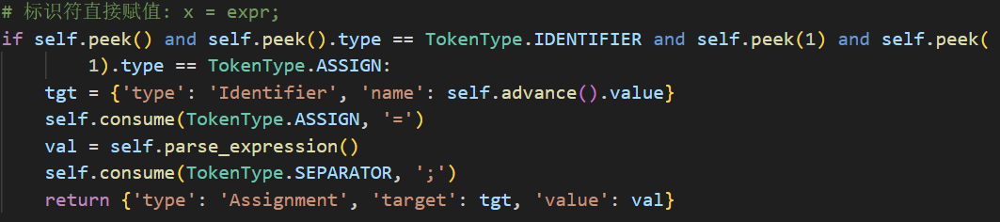 # 标识符直接赋值: x = expr;
if self.peek() and self.peek().type == TokenType.IDENTIFIER and self.peek(1) and self.peek(
1).type == TokenType.ASSIGN:
tgt = {'type': 'Identifier', 'name': self.advance().value}
self.consume(TokenType.ASSIGN, '=')
val = self.parse_expression()
self.consume(TokenType.SEPARATOR, ';')
return {'type': 'Assignment', 'target': tgt, 'value': val}